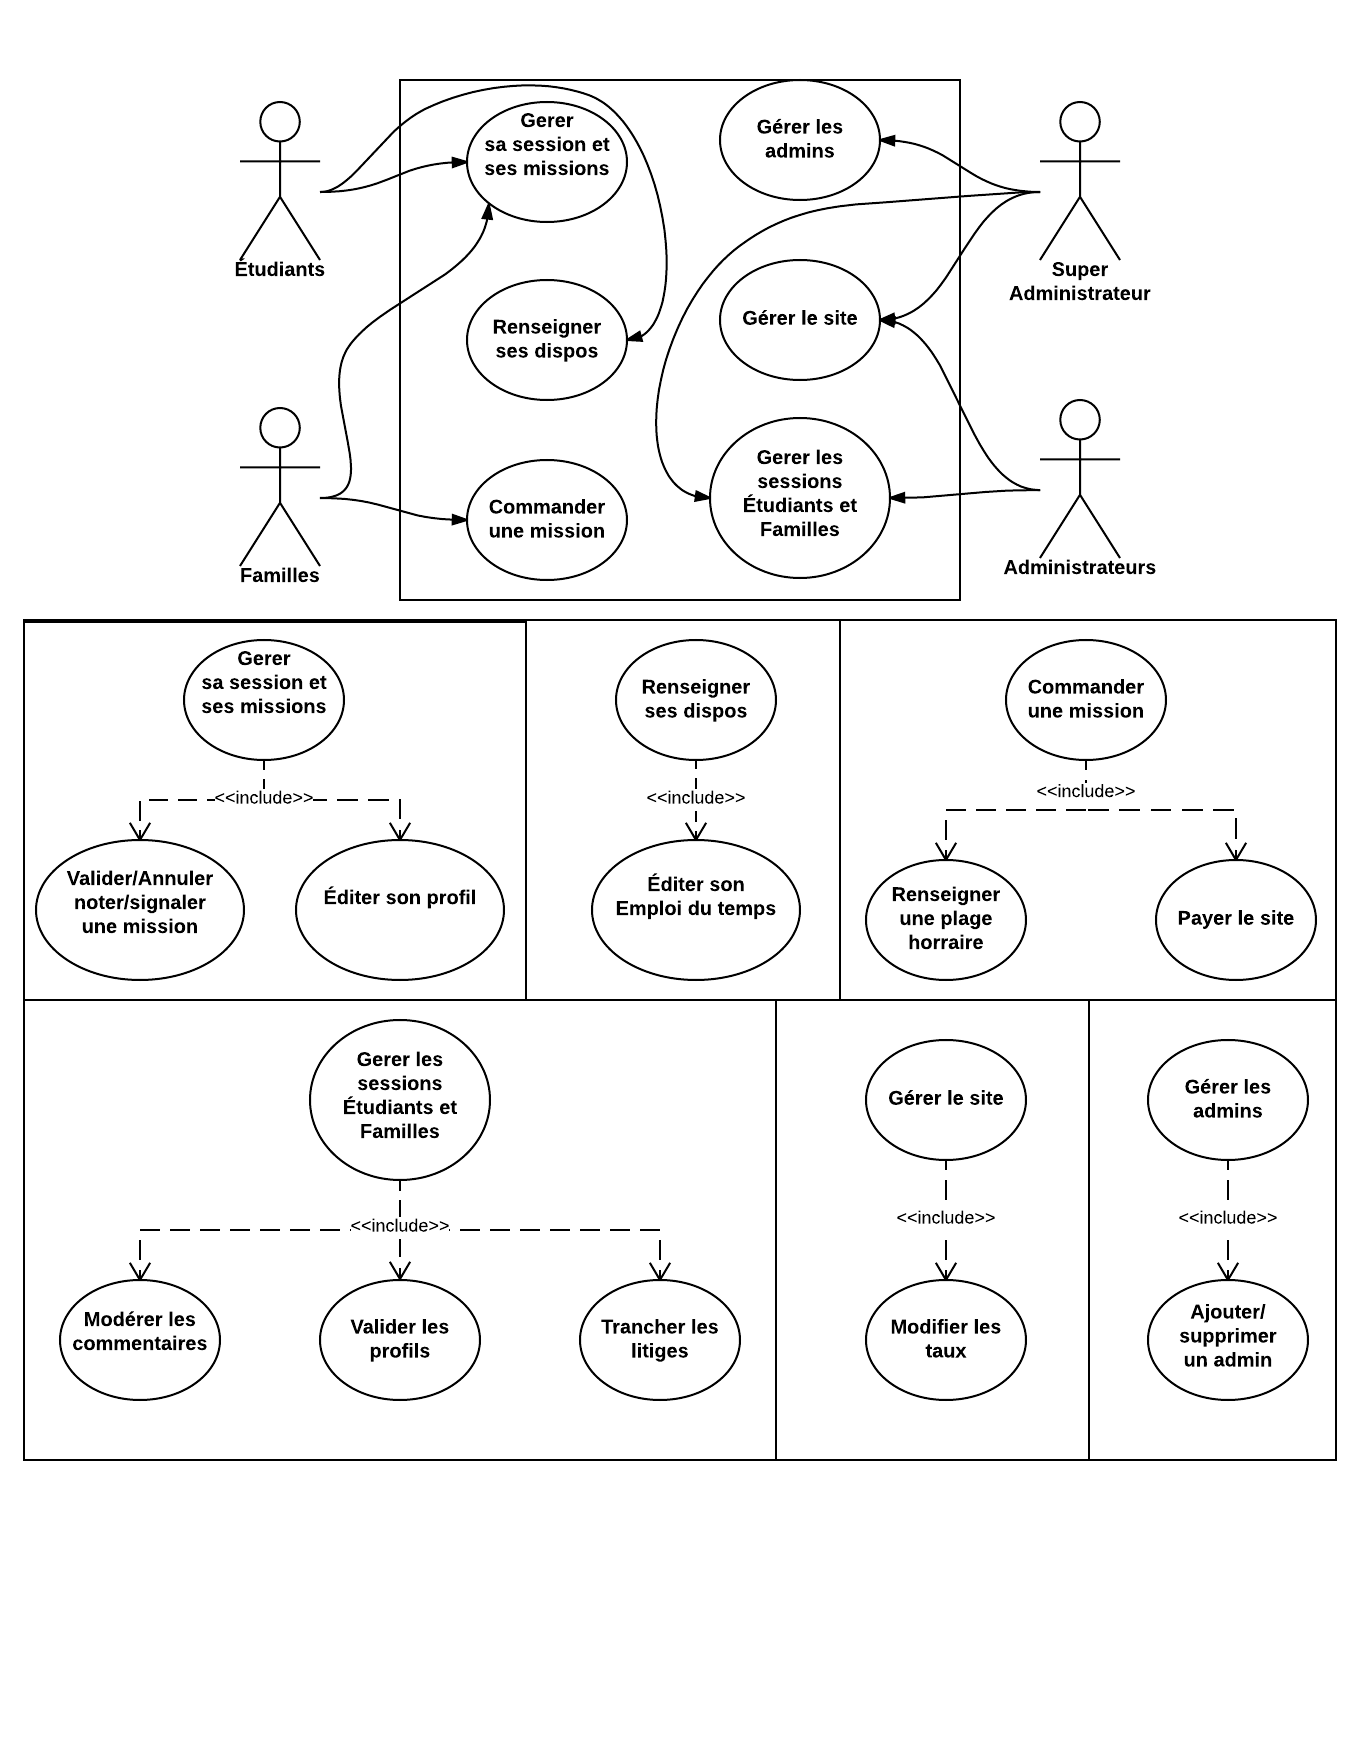 Gerer
sa session et
ses missions
Gérer les
admins
Étudiants
Super
Administrateur
Renseigner
ses dispos
Gérer le site
Commander
une mission
Gerer les
sessions
Étudiants et
Familles
Familles
Administrateurs
Gerer
sa session et
ses missions
<<include>>
Valider/Annuler
noter/signaler
une mission
Éditer son profil
Renseigner
ses dispos
<<include>>
Éditer son
Emploi du temps
Commander
une mission
<<include>>
Renseigner
une plage
horraire
Payer le site
Gerer les
sessions
Étudiants et
Familles
<<include>>
Modérer les
commentaires
Valider les
profils
Trancher les
litiges
Gérer le site
<<include>>
Modifier les
taux
Gérer les
admins
<<include>>
Ajouter/
supprimer
un admin